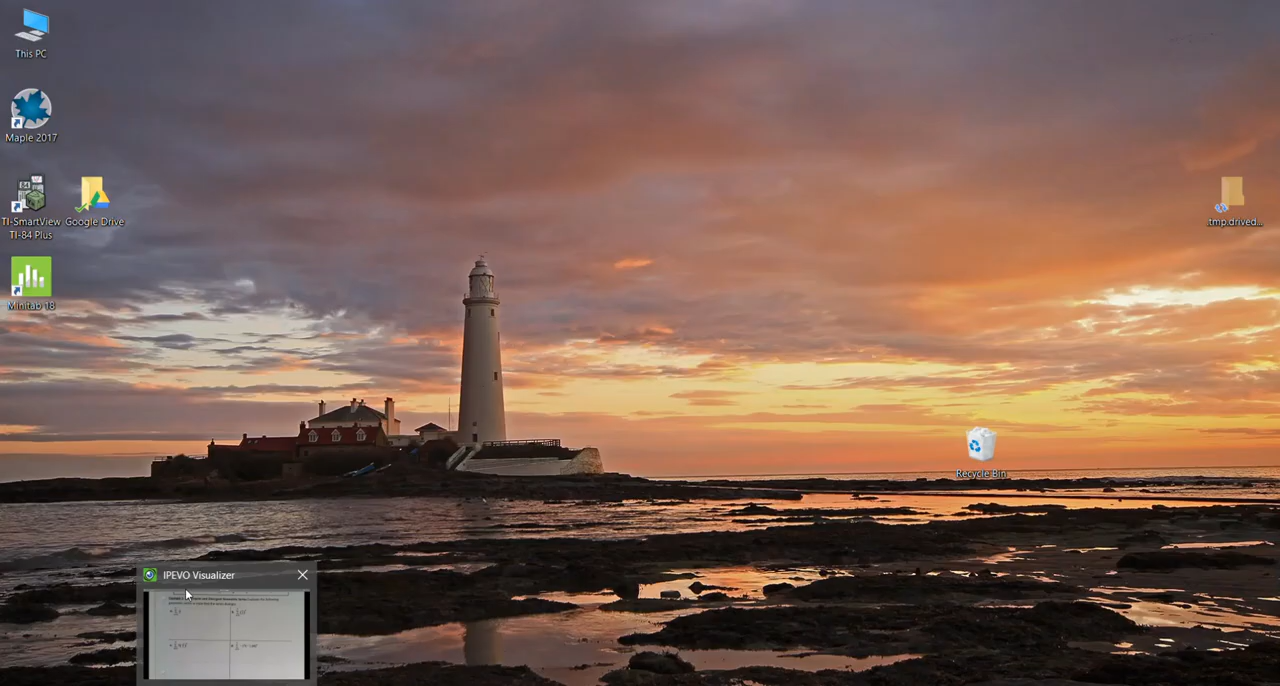 This PC
Maple 2017
TI-SmartView
TI-84 Plus
Google Drive
Minitab 18
.tmp.drived...
Recycle Bin
IPEVO Visualizer